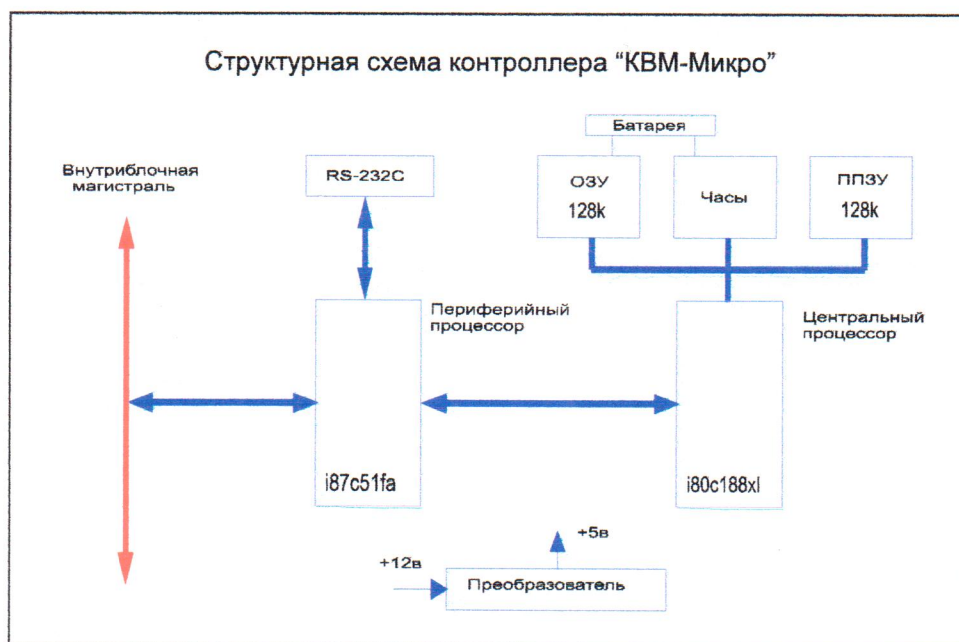 Структурная схема контроллера “КВМ-Микро”
Батарея
Внутриблочная
магистраль
RS-232C
ОЗУ
128k
Часы
ППЗУ
128k
Периферийный
процессор
Центральный
процессор
i87c51fa
i80c188xl
+5в
+12в
Преобразователь